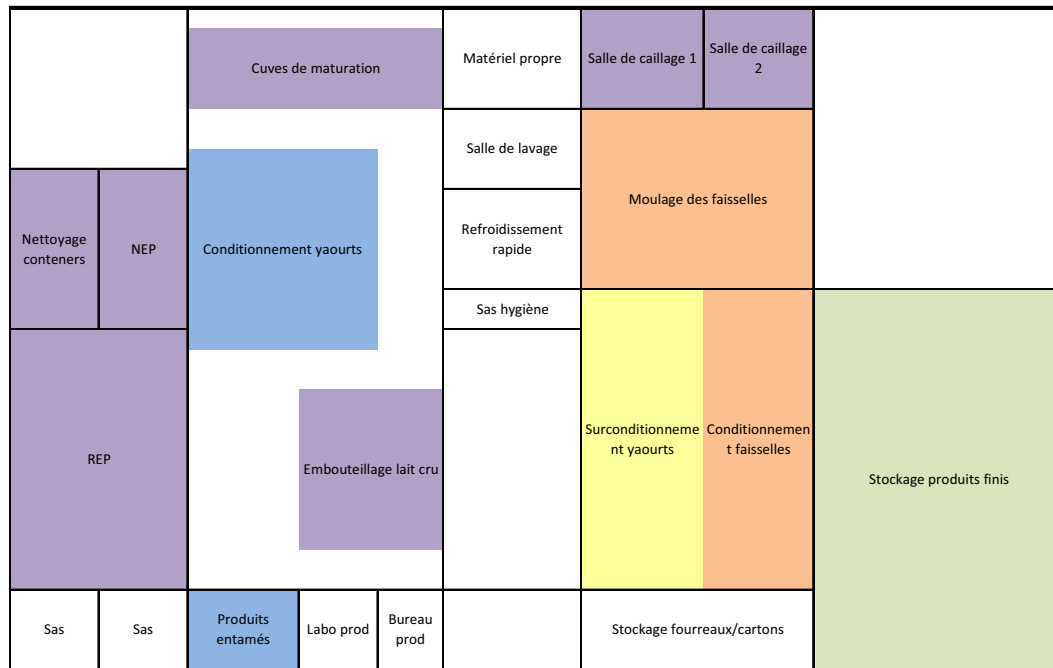 Cuves de maturation
Matériel propre
Salle de caillage 1
Salle de caillage
2
Salle de lavage
Moulage des faisselles
Nettoyage
conteners
NEP
Conditionnement yaourts
Refroidissement
rapide
Sas hygiène
REP
Embouteillage lait cru
Surconditionneme
nt yaourts
Conditionnemen
t faisselles
Stockage produits finis
Sas
Sas
Produits
entamés
Labo prod
Bureau
prod
Stockage fourreaux/cartons